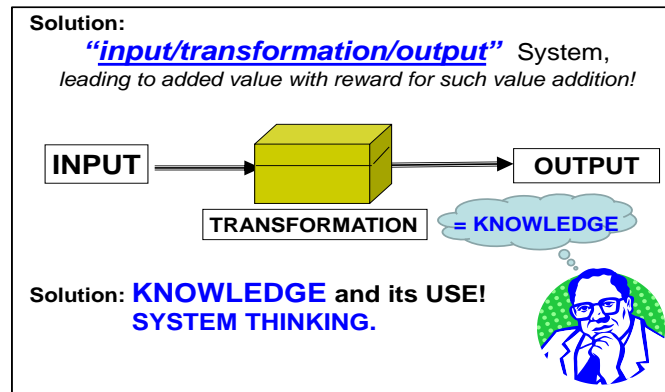 Solution:
“input/transformation/output” System,
leading to added value with reward for such value addition!
INPUT
OUTPUT
TRANSFORMATION
= KNOWLEDGE
Solution: KNOWLEDGE and its USE!
SYSTEM THINKING.